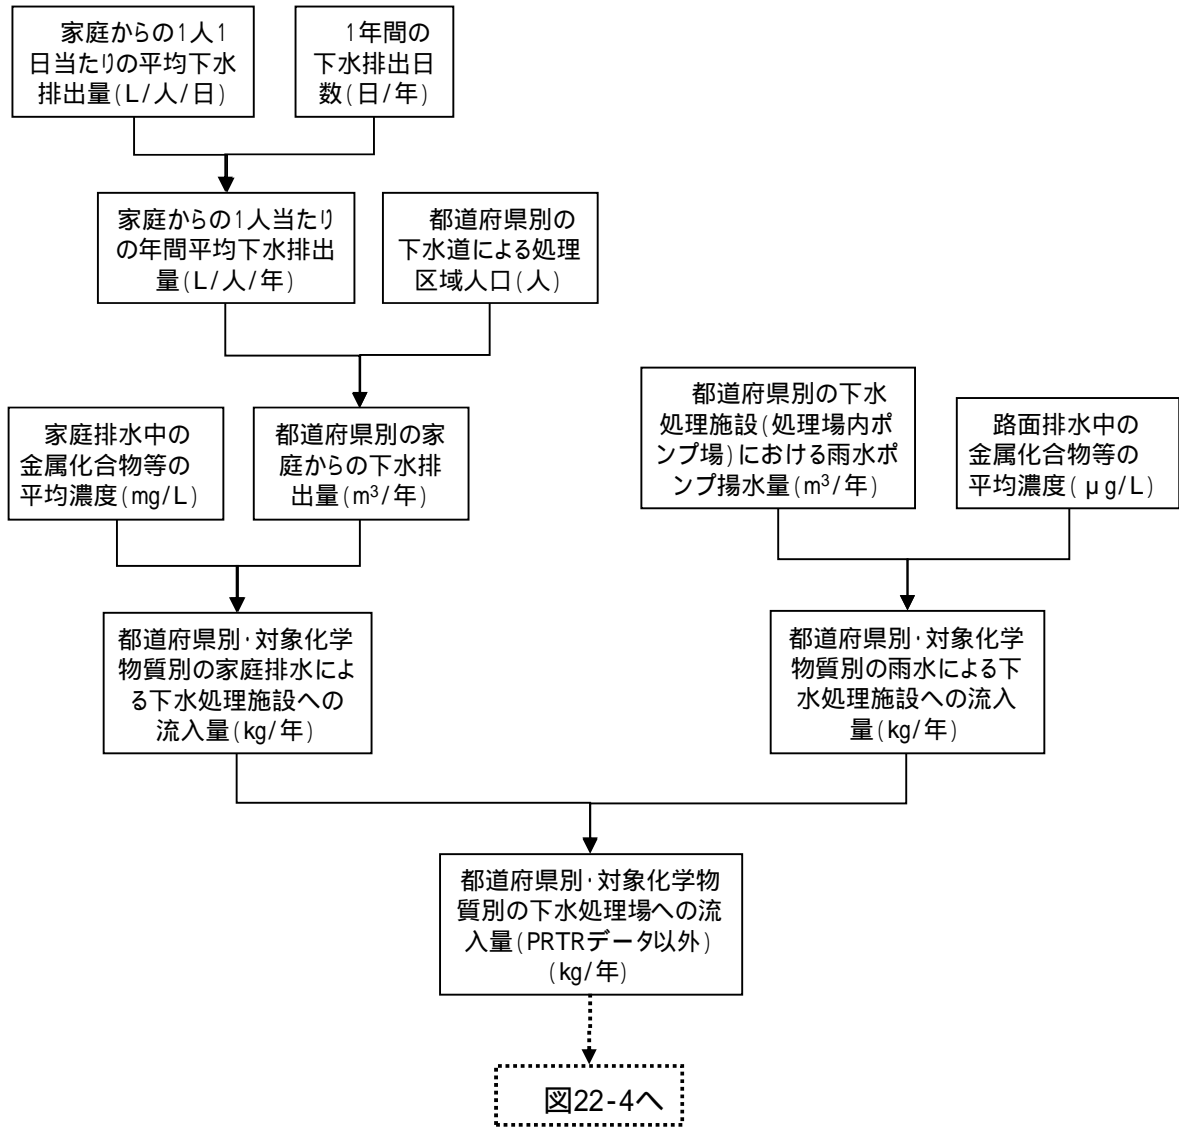 家庭からの1人1
日当たりの平均下水
排出量(L/人/日)
1年間の
下水排出日
数(日/年)
家庭からの1人当たり
の年間平均下水排出
量(L/人/年)
都道府県別の
下水道による処理
区域人口(人)
家庭排水中の
金属化合物等の
平均濃度(mg/L)
都道府県別の家
庭からの下水排
出量(m³/年)
都道府県別の下水
処理施設(処理場内ポ
ンプ場)における雨水ポ
ンプ揚水量(m³/年)
路面排水中の
金属化合物等の
平均濃度(μg/L)
都道府県別・対象化学
物質別の家庭排水によ
る下水処理施設への
流入量(kg/年)
都道府県別・対象化学
物質別の雨水による下
水処理施設への流入
量(kg/年)
都道府県別・対象化学物
質別の下水処理場への流
入量(PRTRデータ以外)
(kg/年)
図22-4へ